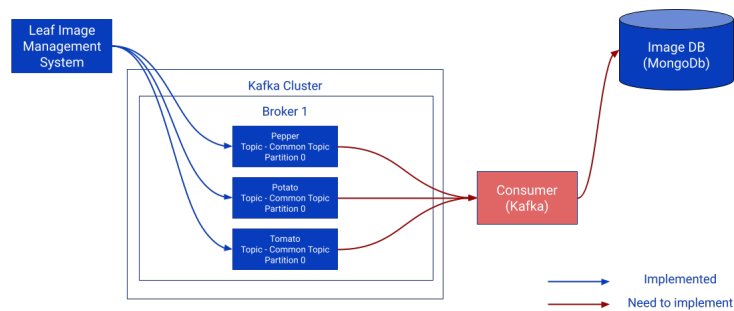 Leaf Image
Management
System
Kafka Cluster
Broker 1
Pepper
Topic - Common Topic
Partition 0
Potato
Topic - Common Topic
Partition 0
Tomato
Topic - Common Topic
Partition 0
Consumer
(Kafka)
Image DB
(MongoDb)
Implemented
Need to implement